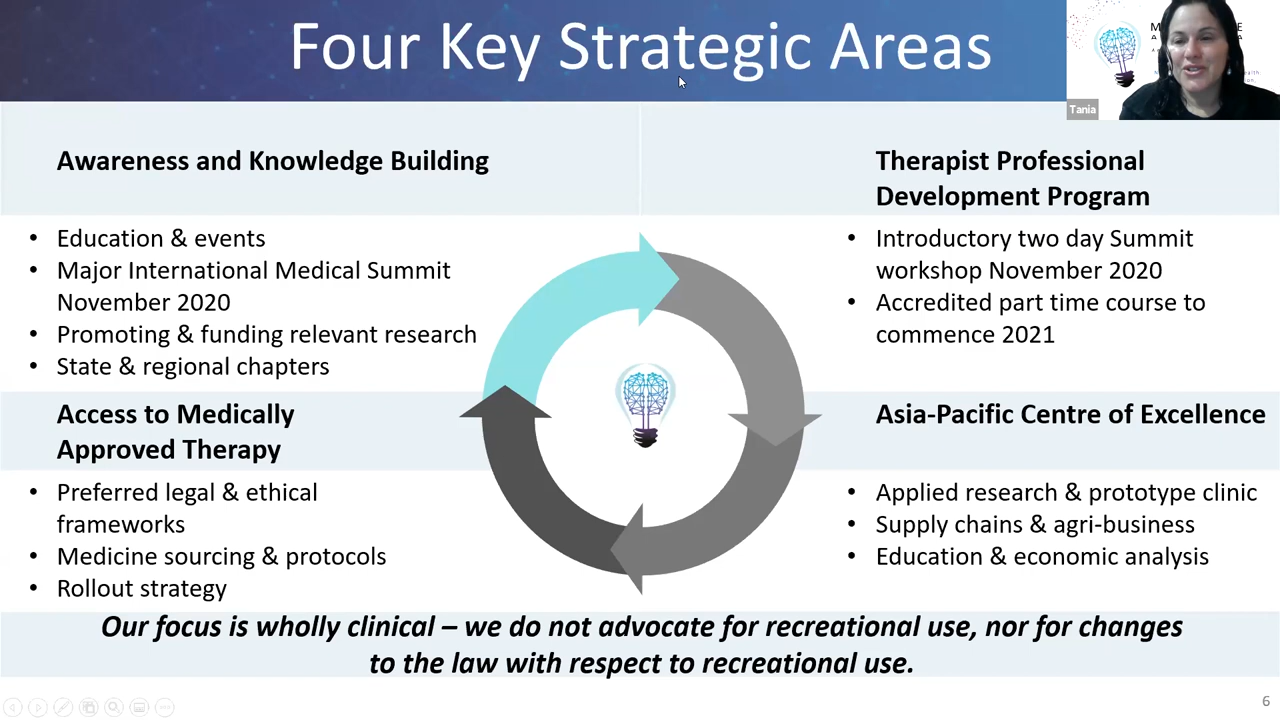 Four Key Strategic Areas
Tania
Awareness and Knowledge Building
• Education & events
• Major International Medical Summit
November 2020
• Promoting & funding relevant research
• State & regional chapters
Therapist Professional
Development Program
• Introductory two day Summit
workshop November 2020
• Accredited part time course to
commence 2021
Access to Medically
Approved Therapy
• Preferred legal & ethical
frameworks
• Medicine sourcing & protocols
• Rollout strategy
Asia-Pacific Centre of Excellence
• Applied research & prototype clinic
• Supply chains & agri-business
• Education & economic analysis
Our focus is wholly clinical – we do not advocate for recreational use, nor for changes
to the law with respect to recreational use.
6